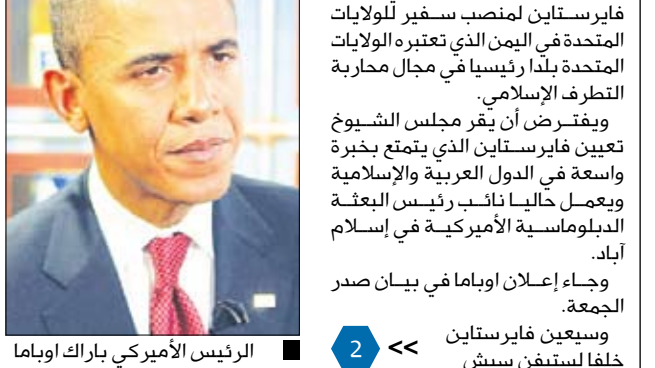 فايرستاين لمنصب سفير للولايات
المتحدة في اليمن الذي تعتبره الولايات
المتحدة بلدا رئيسيا في مجال محاربة
التطرف الإسلامي.
ويفترض أن يقر مجلس الشيوخ
تعيين فايرستاين الذي يتمتع بخبرة
واسعة في الدول العربية والإسلامية
ويعمل حاليا نائب رئيس البعثة
الدبلوماسية الأميركية في إسلام
آباد.
وجاء إعلان اوباما في بيان صدر
الجمعة.
وسيعين فايرستاين
خلفا لستيفن سيش
>> 2
الرئيس الأميركي باراك اوباما